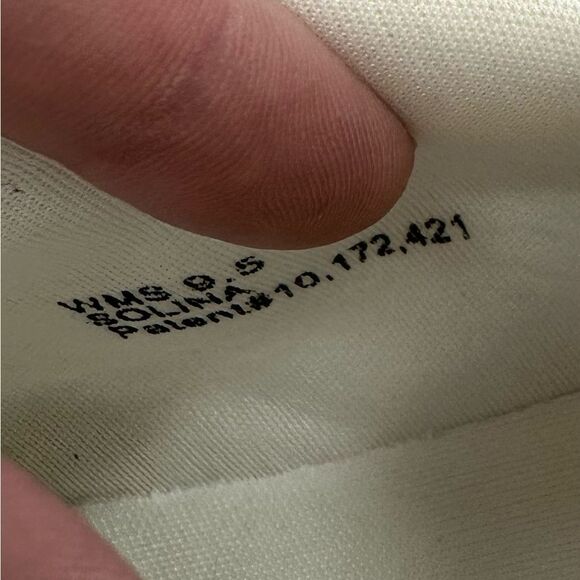 WMS 9.5
SOLINA
Patent#10,172,421